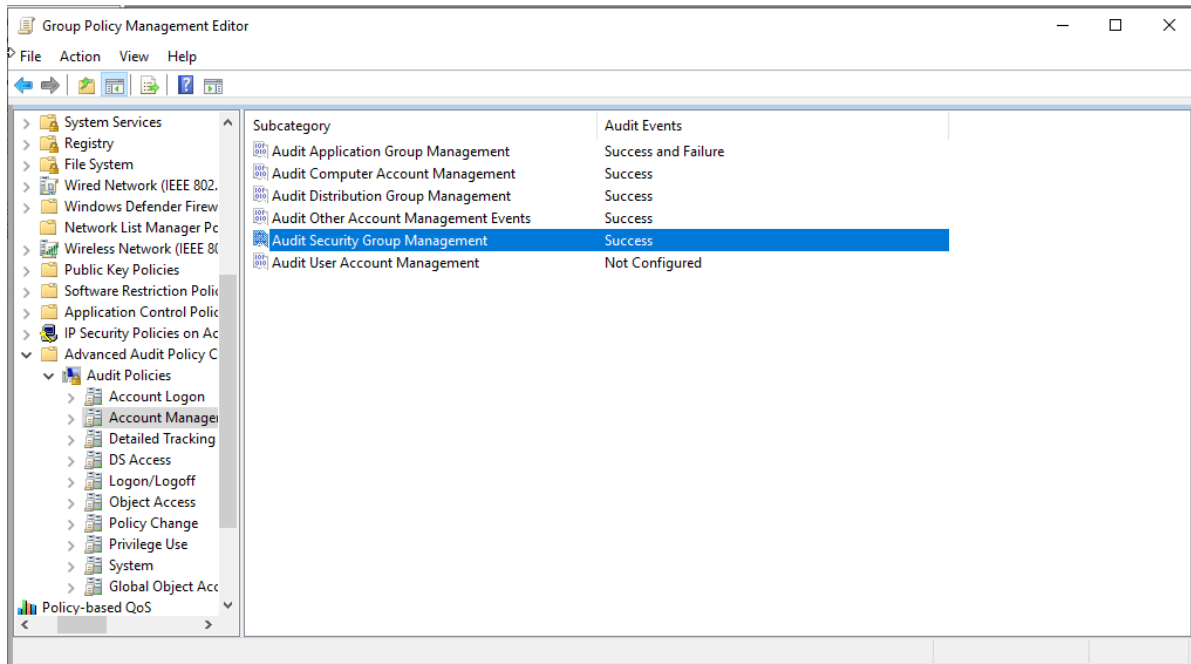 Group Policy Management Editor
File Action View Help
System Services
Registry
File System
Wired Network (IEEE 802.
Windows Defender Firew
Network List Manager Pc
Wireless Network (IEEE 80
Public Key Policies
Software Restriction Polic
Application Control Polic
IP Security Policies on Ac
Advanced Audit Policy C
Audit Policies
Account Logon
Account Manager
Detailed Tracking
DS Access
Logon/Logoff
Object Access
Policy Change
Privilege Use
System
Global Object Acc
Policy-based QoS
Subcategory Audit Events
Audit Application Group Management Success and Failure
Audit Computer Account Management Success
Audit Distribution Group Management Success
Audit Other Account Management Events Success
Audit Security Group Management Success
Audit User Account Management Not Configured